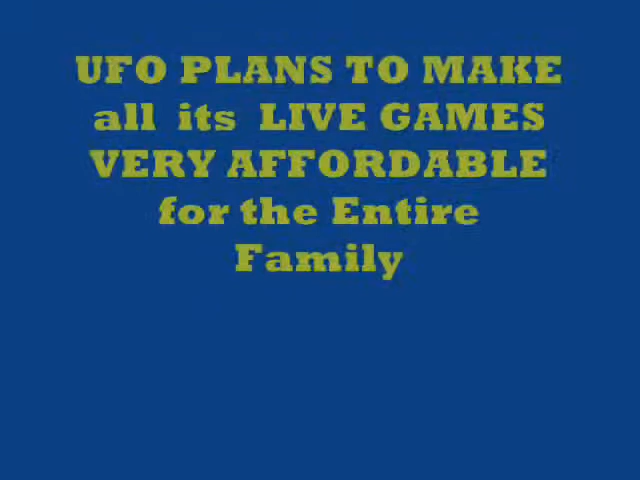 UFO PLANS TO MAKE
all its LIVE GAMES
VERY AFFORDABLE
for the Entire
Family